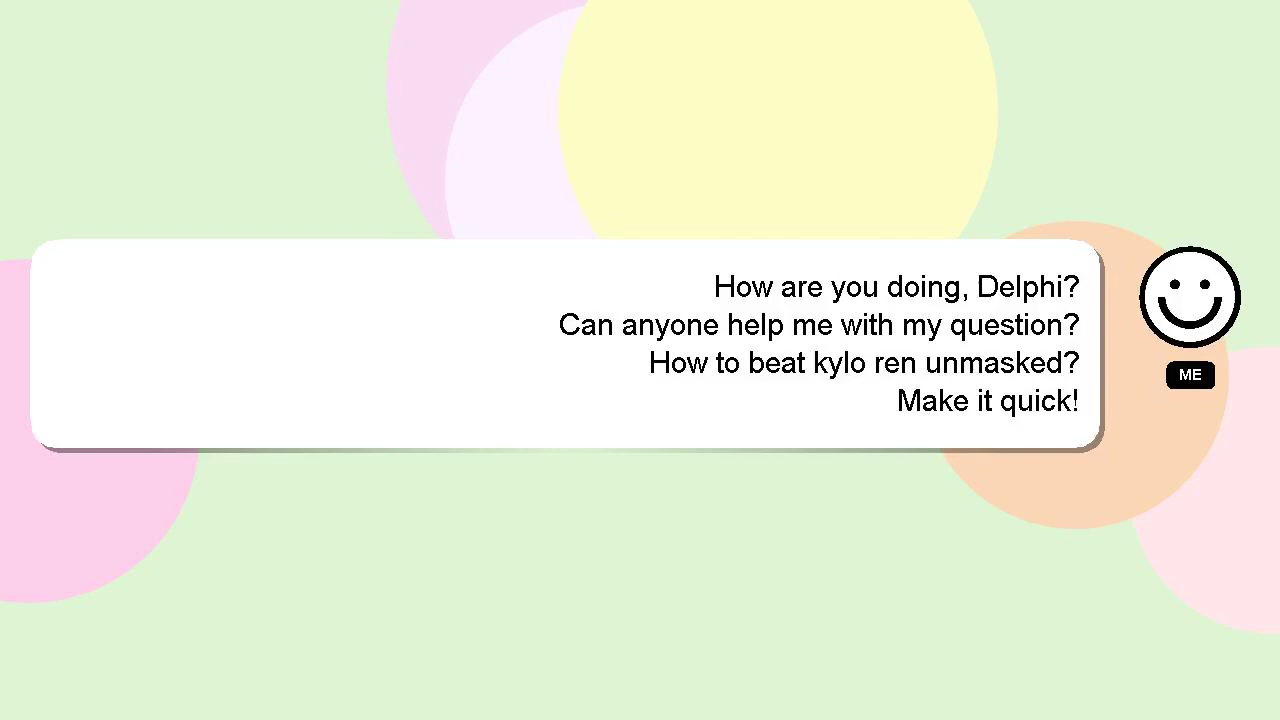 How are you doing, Delphi?
Can anyone help me with my question?
How to beat kylo ren unmasked?
Make it quick!
ME